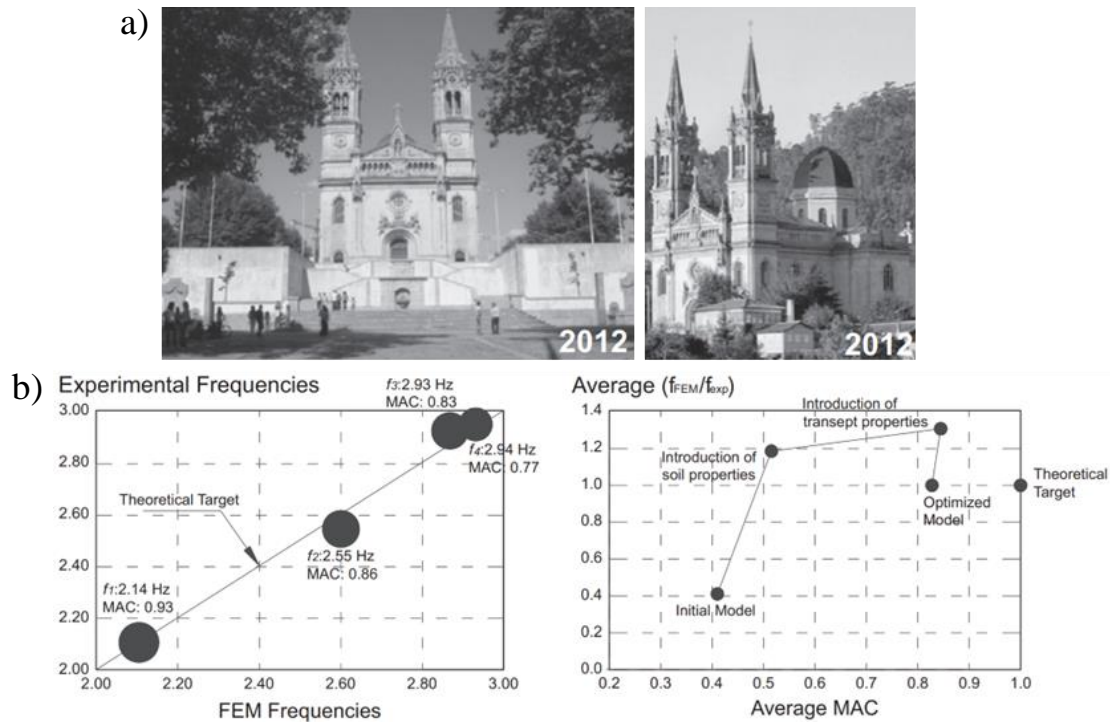 a)
2012
2012
b)
Experimental Frequencies
f3:2.93 Hz
MAC: 0.83
3.00
2.80
2.60
2.40
2.20
2.00
f4:2.94 Hz
MAC: 0.77
Theoretical Target
f2:2.55 Hz
MAC: 0.86
f1:2.14 Hz
MAC: 0.93
2.00 2.20 2.40 2.60 2.80 3.00
FEM Frequencies
Average (fFEM/fexp)
1.4
1.2
1.0
0.8
0.6
0.4
0.2
0.0
Introduction of
transept properties
Introduction
of soil properties
Theoretical
Target
Optimized
Model
Initial Model
0.2 0.3 0.4 0.5 0.6 0.7 0.8 0.9 1.0
Average MAC